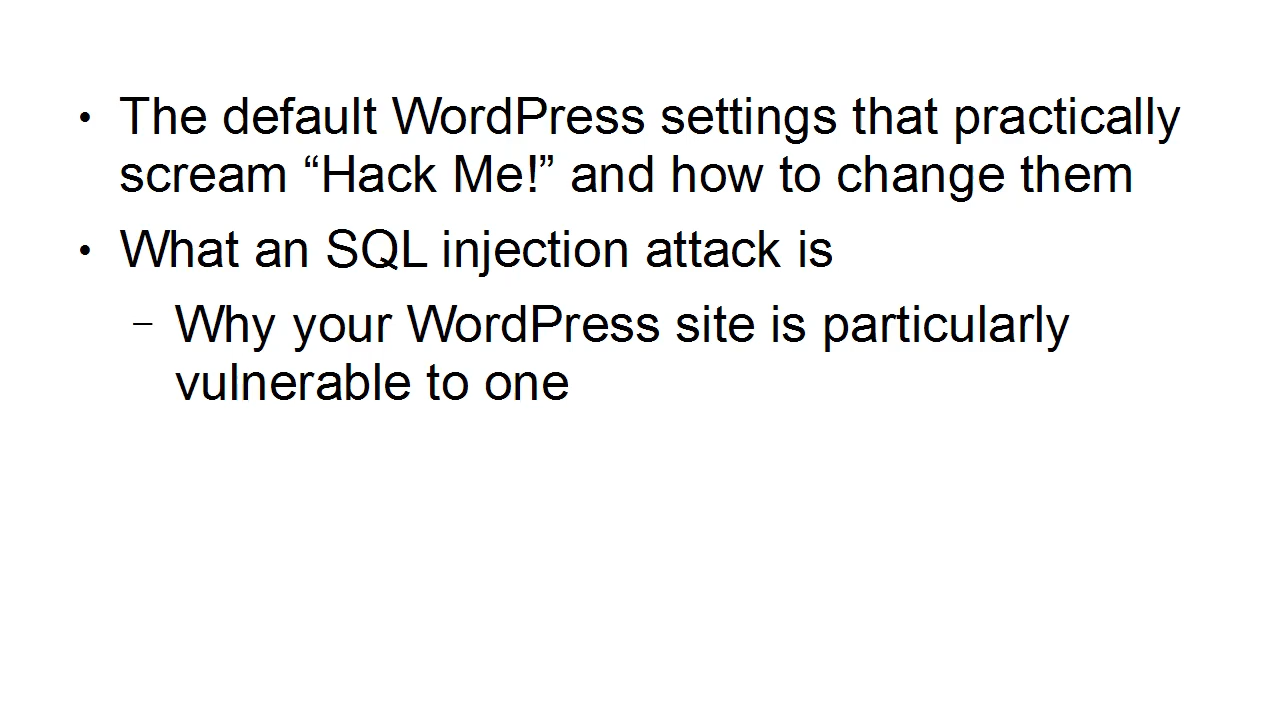 • The default WordPress settings that practically
scream “Hack Me!” and how to change them
• What an SQL injection attack is
– Why your WordPress site is particularly
vulnerable to one